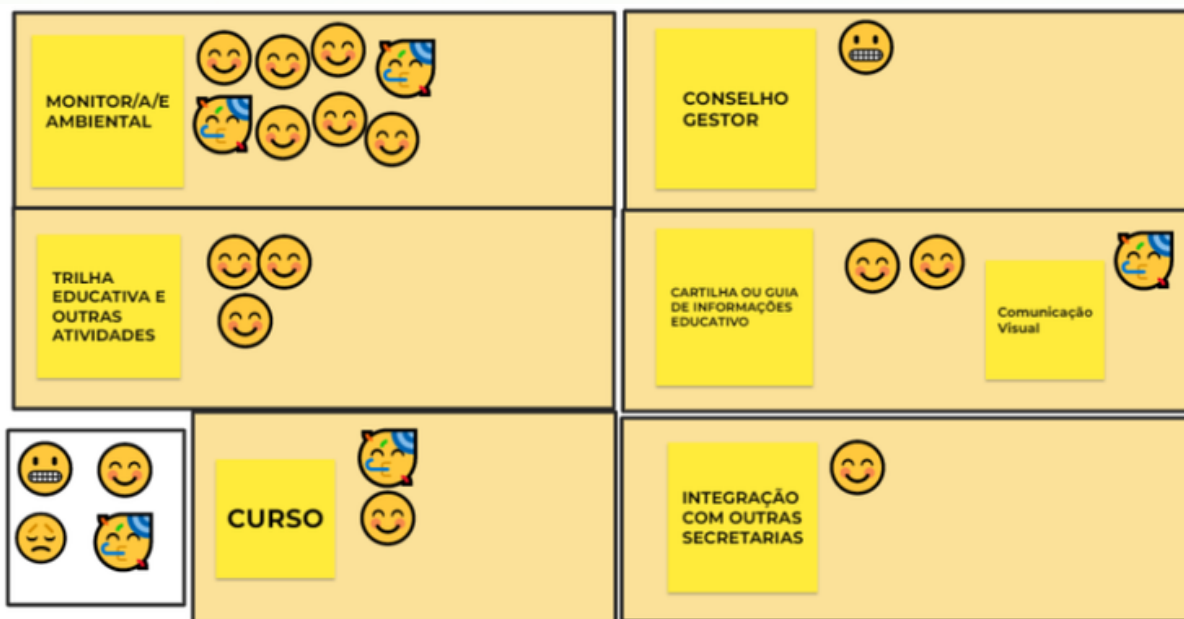 MONITOR/A/E
AMBIENTAL
CONSELHO
GESTOR
TRILHA
EDUCATIVA E
OUTRAS
ATIVIDADES
CARTILHA OU GUIA
DE INFORMAÇÕES
EDUCATIVO
Comunicação
Visual
CURSO
INTEGRAÇÃO
COM OUTRAS
SECRETARIAS